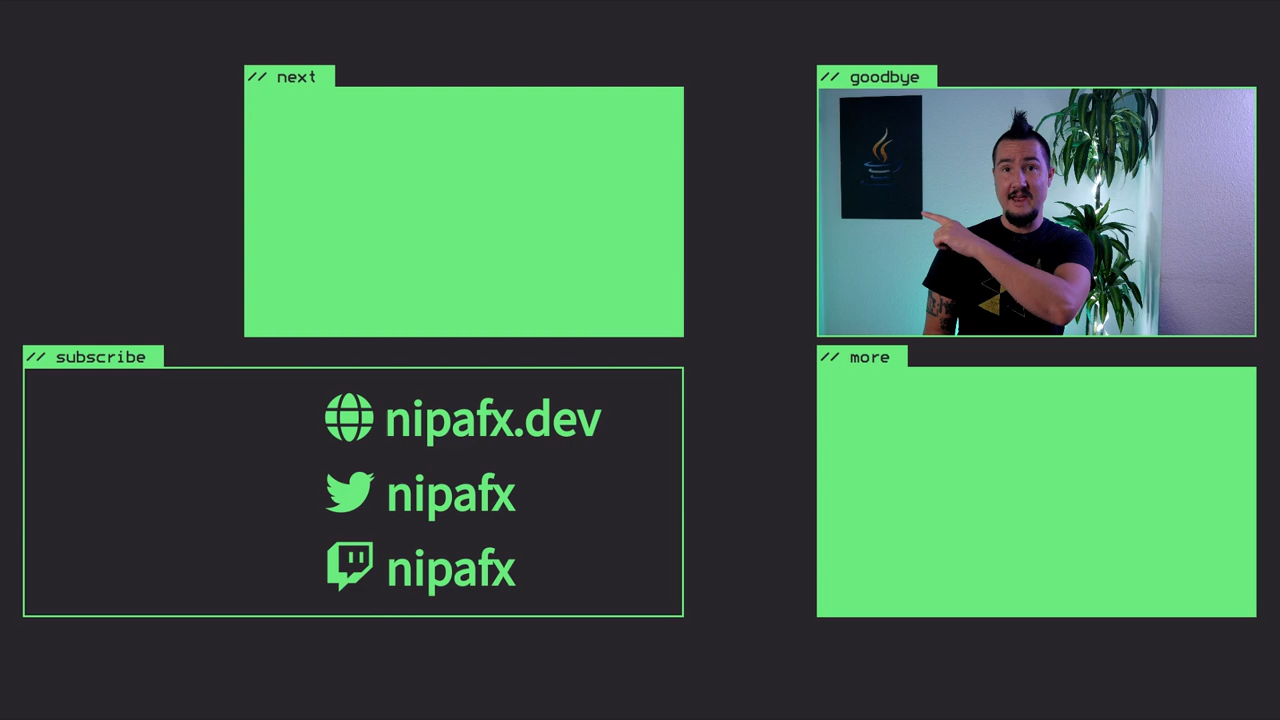 // next
// goodbye
// subscribe
nipafx.dev
nipafx
nipafx
// more